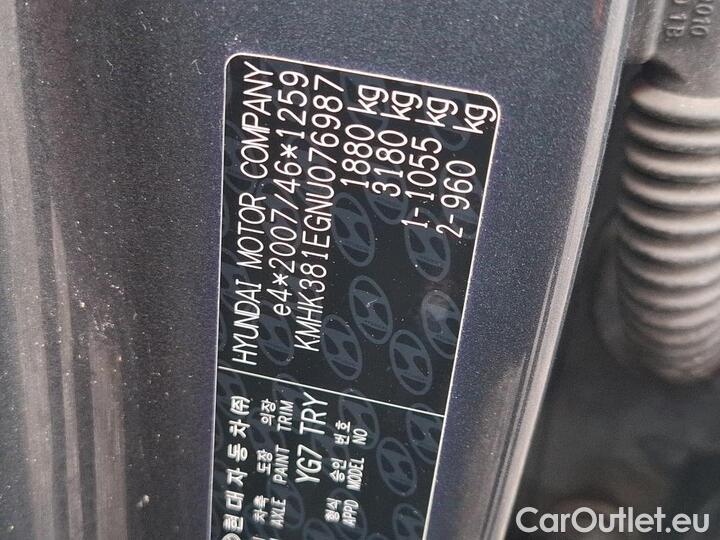 HYUNDAI MOTOR COMPANY
e4*2007/46*1259
KMHK381EGNU076987
1880 kg
3180 kg
1-1055 kg
2-960 kg
현대자동차(주)
차축 도장 의장
AXLE PAINT TRIM
YG7 TRY
형식 승인 번호
APPD MODEL NO
CarOutlet.eu